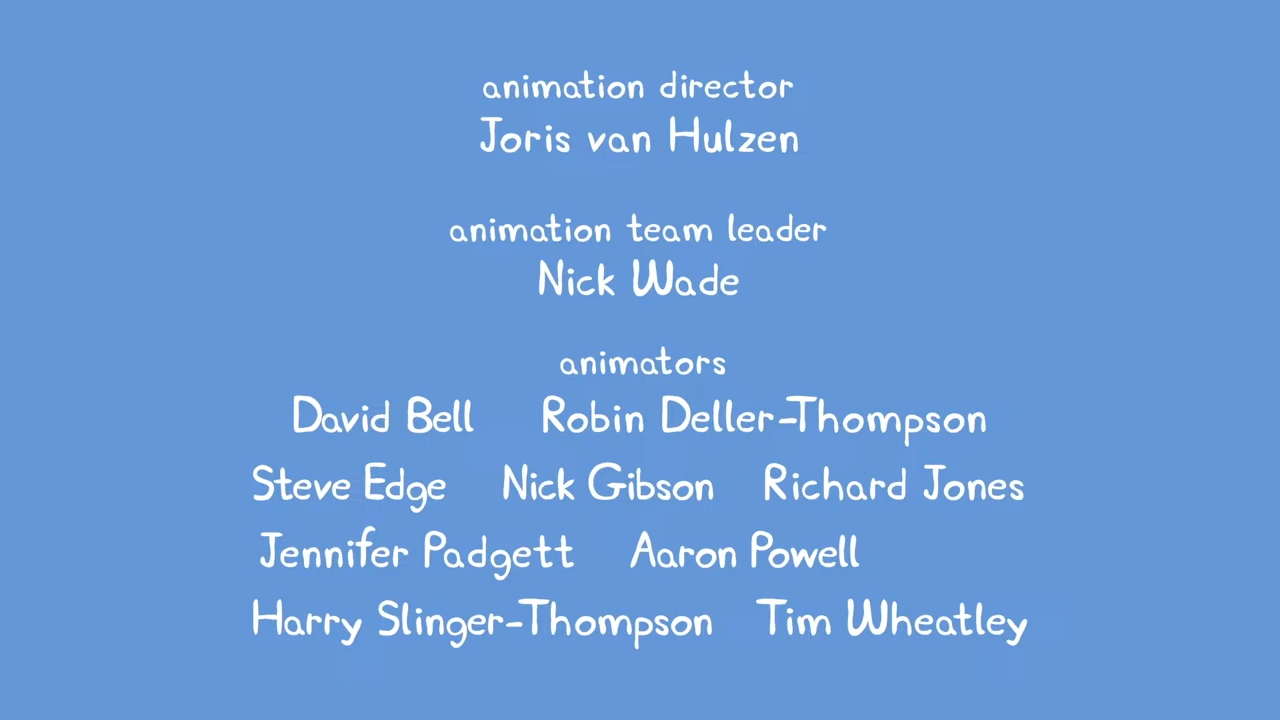 animation director
Joris van Hulzen
animation team leader
Nick Wade
animators
David Bell Robin Deller-Thompson
Steve Edge Nick Gibson Richard Jones
Jennifer Padgett Aaron Powell
Harry Slinger-Thompson Tim Wheatley